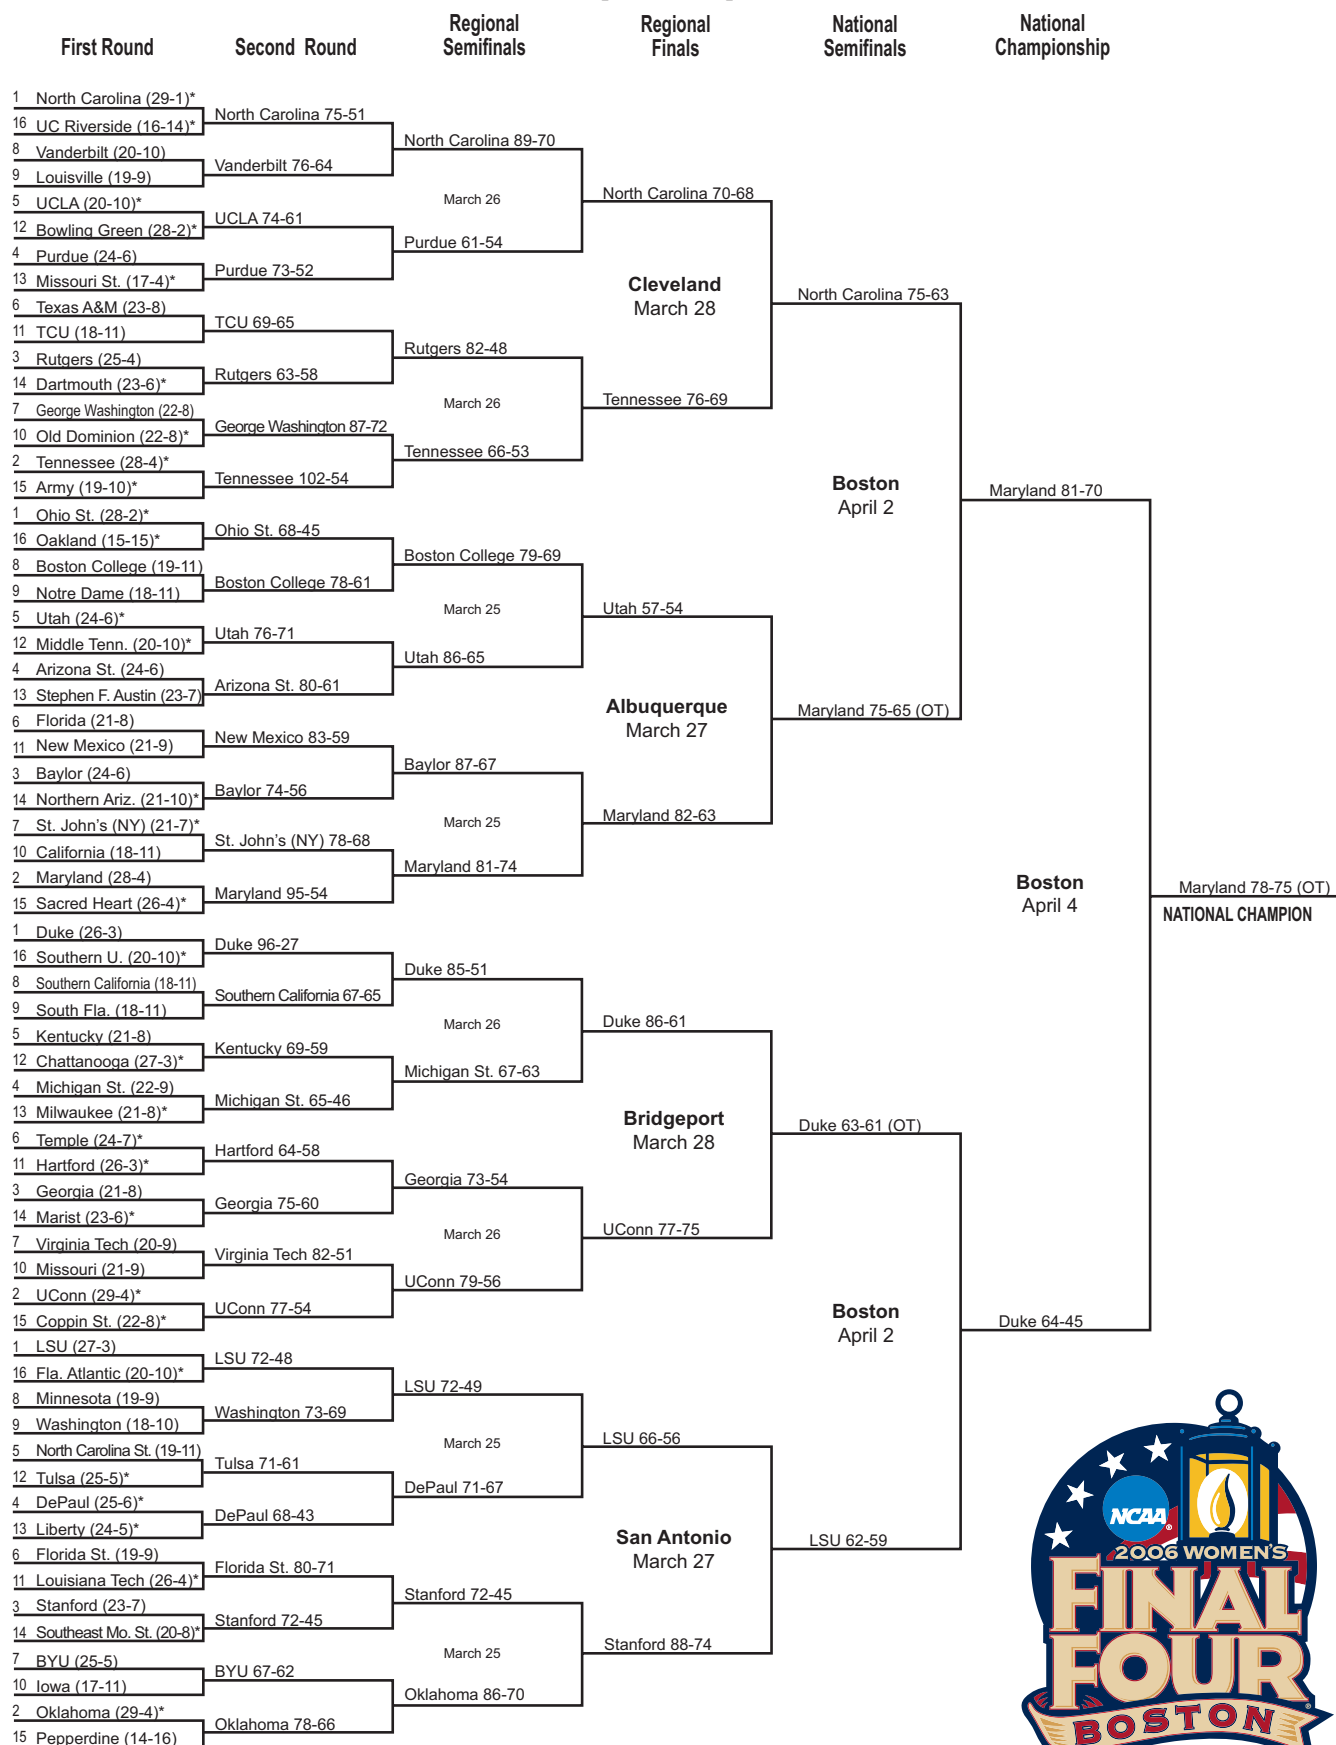 First Round
Second Round
Regional
Semifinals
Regional
Finals
National
Semifinals
National
Championship
1 North Carolina (29-1)*
16 UC Riverside (16-14)*
8 Vanderbilt (20-10)
9 Louisville (19-9)
5 UCLA (20-10)*
12 Bowling Green (28-2)*
4 Purdue (24-6)
13 Missouri St. (17-4)*
6 Texas A&M (23-8)
11 TCU (18-11)
3 Rutgers (25-4)
14 Dartmouth (23-6)*
7 George Washington (22-8)
10 Old Dominion (22-8)*
2 Tennessee (28-4)*
15 Army (19-10)*
1 Ohio St. (28-2)*
16 Oakland (15-15)*
8 Boston College (19-11)
9 Notre Dame (18-11)
5 Utah (24-6)*
12 Middle Tenn. (20-10)*
4 Arizona St. (24-6)
13 Stephen F. Austin (23-7)
6 Florida (21-8)
11 New Mexico (21-9)
3 Baylor (24-6)
14 Northern Ariz. (21-10)*
7 St. John’s (NY) (21-7)*
10 California (18-11)
2 Maryland (28-4)
15 Sacred Heart (26-4)*
1 Duke (26-3)
16 Southern U. (20-10)*
8 Southern California (18-11)
9 South Fla. (18-11)
5 Kentucky (21-8)
12 Chattanooga (27-3)*
4 Michigan St. (22-9)
13 Milwaukee (21-8)*
6 Temple (24-7)*
11 Hartford (26-3)*
3 Georgia (21-8)
14 Marist (23-6)*
7 Virginia Tech (20-9)
10 Missouri (21-9)
2 UConn (29-4)*
15 Coppin St. (22-8)*
1 LSU (27-3)
16 Fla. Atlantic (20-10)*
8 Minnesota (19-9)
9 Washington (18-10)
5 North Carolina St. (19-11)
12 Tulsa (25-5)*
4 DePaul (25-6)*
13 Liberty (24-5)*
6 Florida St. (19-9)
11 Louisiana Tech (26-4)*
3 Stanford (23-7)
14 Southeast Mo. St. (20-8)*
7 BYU (25-5)
10 Iowa (17-11)
2 Oklahoma (29-4)*
15 Pepperdine (14-16)
North Carolina 75-51
Vanderbilt 76-64
UCLA 74-61
Purdue 73-52
TCU 69-65
Rutgers 63-58
George Washington 87-72
Tennessee 102-54
Ohio St. 68-45
Boston College 78-61
Utah 76-71
Arizona St. 80-61
New Mexico 83-59
Baylor 74-56
St. John’s (NY) 78-68
Maryland 95-54
Duke 96-27
Southern California 67-65
Kentucky 69-59
Michigan St. 65-46
Hartford 64-58
Georgia 75-60
Virginia Tech 82-51
UConn 77-54
LSU 72-48
Washington 73-69
Tulsa 71-61
DePaul 68-43
Florida St. 80-71
Stanford 72-45
BYU 67-62
Oklahoma 78-66
North Carolina 89-70
March 26
Purdue 61-54
Rutgers 82-48
March 26
Tennessee 66-53
Boston College 79-69
March 25
Utah 86-65
Baylor 87-67
March 25
Maryland 81-74
Duke 85-51
March 26
Michigan St. 67-63
Georgia 73-54
March 26
UConn 79-56
LSU 72-49
March 25
DePaul 71-67
Stanford 72-45
March 25
Oklahoma 86-70
North Carolina 70-68
Cleveland
March 28
Tennessee 76-69
Utah 57-54
Albuquerque
March 27
Maryland 82-63
Duke 86-61
Bridgeport
March 28
UConn 77-75
LSU 66-56
San Antonio
March 27
Stanford 88-74
North Carolina 75-63
Boston
April 2
Maryland 75-65 (OT)
Duke 63-61 (OT)
Boston
April 2
LSU 62-59
Maryland 81-70
Boston
April 4
Duke 64-45
Maryland 78-75 (OT)
NATIONAL CHAMPION
NCAA
2006 WOMEN'S
FINAL
FOUR
BOSTON